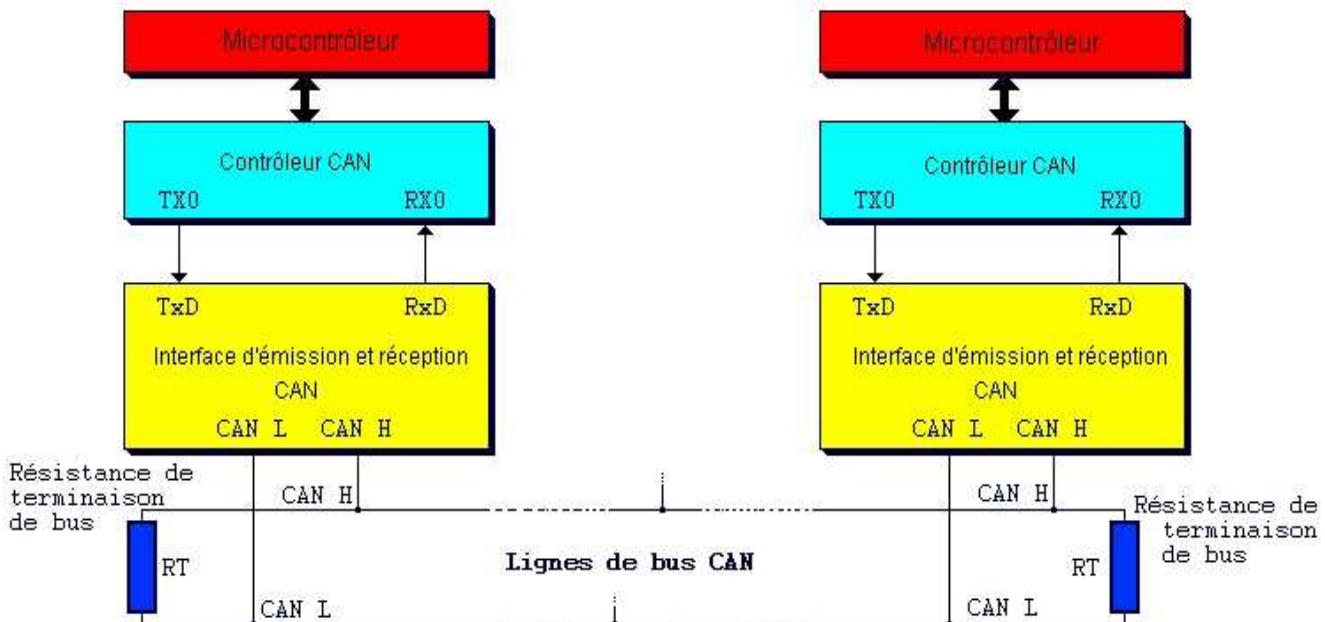 Microcontrôleur
Microcontrôleur
Contrôleur CAN
TX0 RX0
Contrôleur CAN
TX0 RX0
TxD RxD
Interface d'émission et réception
CAN
CAN L CAN H
TxD RxD
Interface d'émission et réception
CAN
CAN L CAN H
Résistance de
terminaison
de bus
CAN H
CAN H
Résistance de
terminaison
de bus
RT
Lignes de bus CAN
RT
CAN L
CAN L